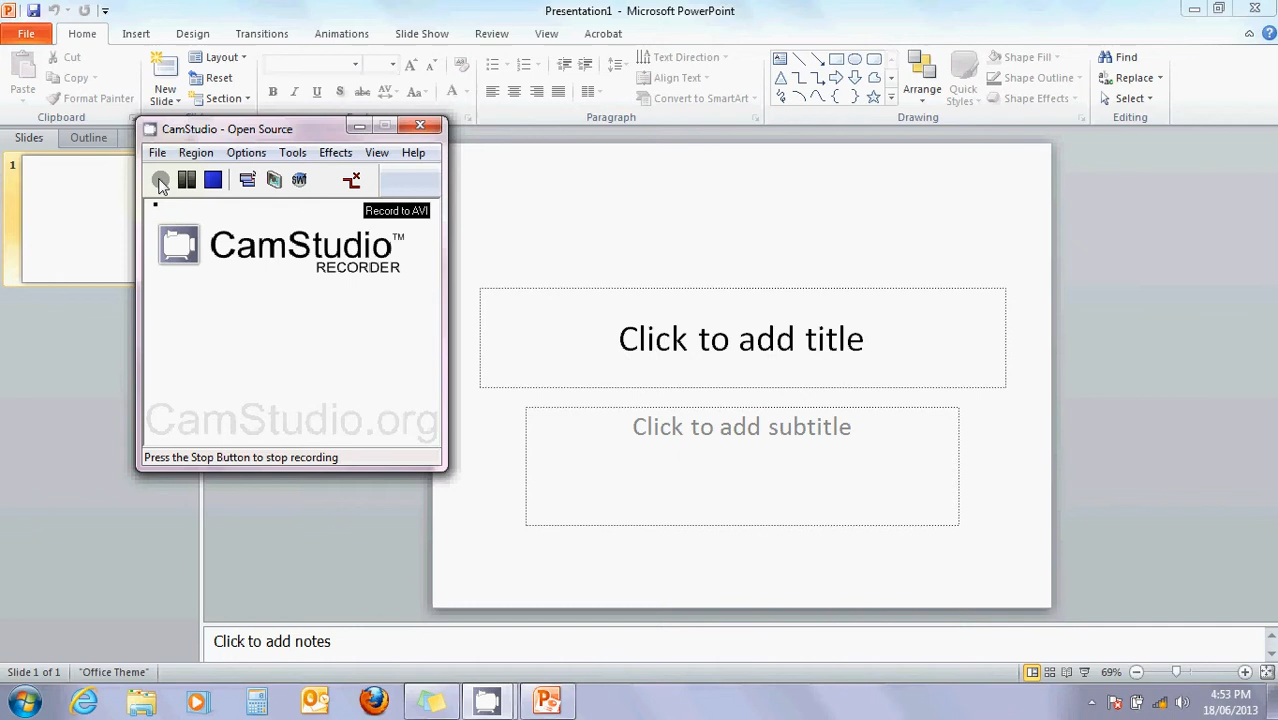 Presentation1 - Microsoft PowerPoint
File Home Insert Design Transitions Animations Slide Show Review View Acrobat
Cut
Copy
Format Painter
Paste
Clipboard
New
Slide
Layout
Reset
Section
Text Direction
Align Text
Convert to SmartArt
Paragraph
Arrange
Quick
Styles
Shape Fill
Shape Outline
Shape Effects
Drawing
Find
Replace
Select
Editing
Slides Outline
1
CamStudio - Open Source
File Region Options Tools Effects View Help
Record to AVI
CamStudio™
RECORDER
CamStudio.org
Press the Stop Button to stop recording
Click to add title
Click to add subtitle
Click to add notes
Slide 1 of 1 "Office Theme" 69%
4:53 PM
18/06/2013